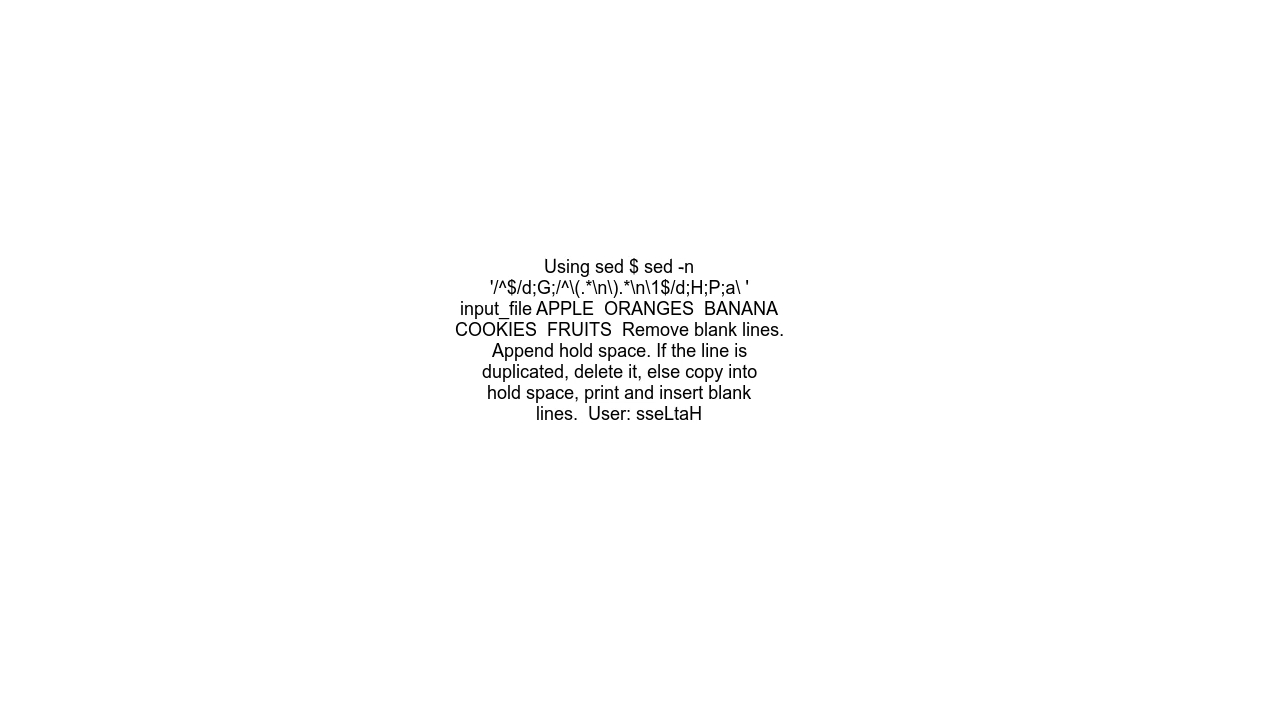 Using sed $ sed -n
'/^$/d;G;/^\(.*\n\).*\n\1$/d;H;P;a\ '
input_file APPLE  ORANGES  BANANA
COOKIES  FRUITS  Remove blank lines.
Append hold space. If the line is
duplicated, delete it, else copy into
hold space, print and insert blank
lines.  User: sseLtaH